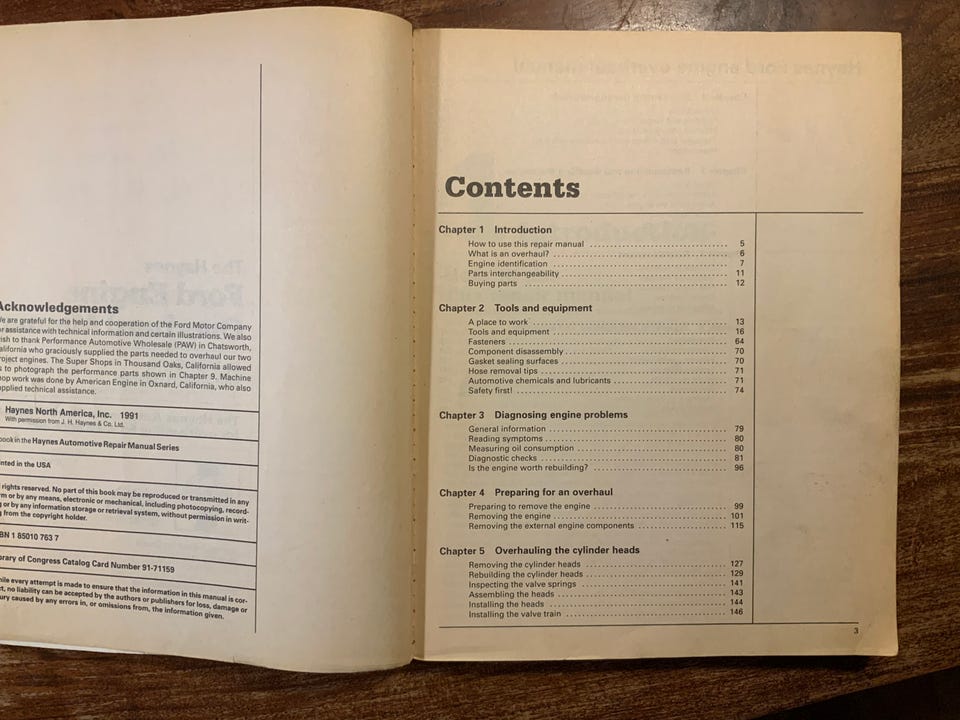 Acknowledgements
We are grateful for the help and cooperation of the Ford Motor Company
for assistance with technical information and certain illustrations. We also
wish to thank Performance Automotive Wholesale (PAW) in Chatsworth,
California who graciously supplied the parts needed to overhaul our two
project engines. The Super Shops in Thousand Oaks, California allowed
us to photograph the performance parts shown in Chapter 9. Machine
shop work was done by American Engine in Oxnard, California, who also
supplied technical assistance.
Haynes North America, Inc. 1991
With permission from J. H. Haynes & Co. Ltd.
book in the Haynes Automotive Repair Manual Series
Printed in the USA
rights reserved. No part of this book may be reproduced or transmitted in any
form or by any means, electronic or mechanical, including photocopying, record-
ing or by any information storage or retrieval system, without permission in writ-
ing from the copyright holder.
ISBN 1 85010 763 7
Library of Congress Catalog Card Number 91-71159
While every attempt is made to ensure that the information in this manual is cor-
rect, no liability can be accepted by the authors or publishers for loss, damage or
injury caused by any errors in, or omissions from, the information given.
Contents
Chapter 1 Introduction
How to use this repair manual 5
What is an overhaul? 6
Engine identification 7
Parts interchangeability 11
Buying parts 12
Chapter 2 Tools and equipment
A place to work 13
Tools and equipment 16
Fasteners 64
Component disassembly 70
Gasket sealing surfaces 70
Hose removal tips 71
Automotive chemicals and lubricants 71
Safety first! 74
Chapter 3 Diagnosing engine problems
General information 79
Reading symptoms 80
Measuring oil consumption 80
Diagnostic checks 81
Is the engine worth rebuilding? 96
Chapter 4 Preparing for an overhaul
Preparing to remove the engine 99
Removing the engine 101
Removing the external engine components 115
Chapter 5 Overhauling the cylinder heads
Removing the cylinder heads 127
Rebuilding the cylinder heads 129
Inspecting the valve springs 141
Assembling the heads 143
Installing the heads 144
Installing the valve train 146
3